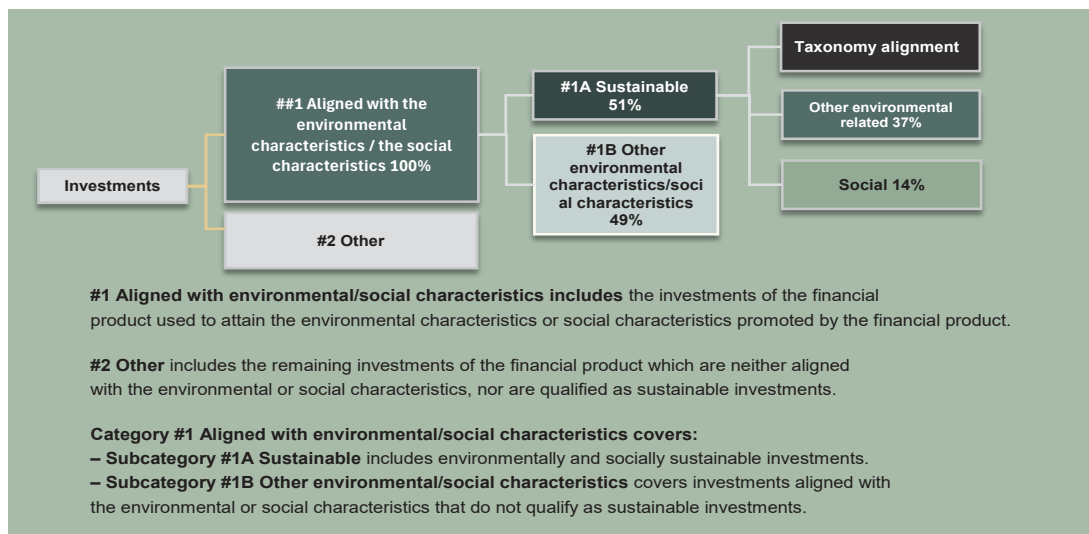 Investments
##1 Aligned with the
environmental
characteristics / the social
characteristics 100%
#2 Other
#1A Sustainable
51%
#1B Other
environmental
characteristics/soci
al characteristics
49%
Taxonomy alignment
Other environmental
related 37%
Social 14%
#1 Aligned with environmental/social characteristics includes the investments of the financial
product used to attain the environmental characteristics or social characteristics promoted by the financial product.
#2 Other includes the remaining investments of the financial product which are neither aligned
with the environmental or social characteristics, nor are qualified as sustainable investments.
Category #1 Aligned with environmental/social characteristics covers:
– Subcategory #1A Sustainable includes environmentally and socially sustainable investments.
– Subcategory #1B Other environmental/social characteristics covers investments aligned with
the environmental or social characteristics that do not qualify as sustainable investments.